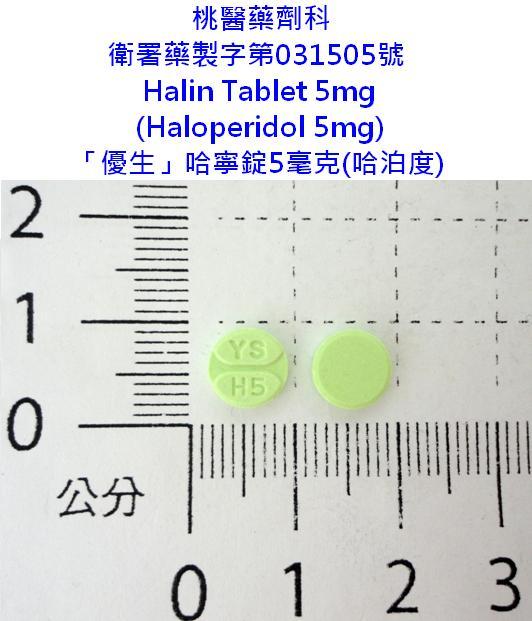 桃醫藥劑科
衛署藥製字第031505號
Halin Tablet 5mg
(Haloperidol 5mg)
「優生」哈寧錠5毫克(哈泊度)
2
1
0
YS
H5
公分
0 1 2 3